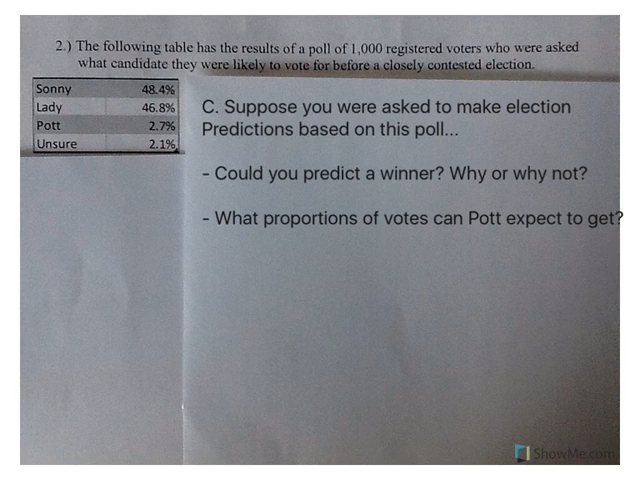 2.) The following table has the results of a poll of 1,000 registered voters who were asked
what candidate they were likely to vote for before a closely contested election.
Sonny 48.4%
Lady 46.8%
Pott 2.7%
Unsure 2.1%
C. Suppose you were asked to make election
Predictions based on this poll...
- Could you predict a winner? Why or why not?
- What proportions of votes can Pott expect to get?
ShowMe.com